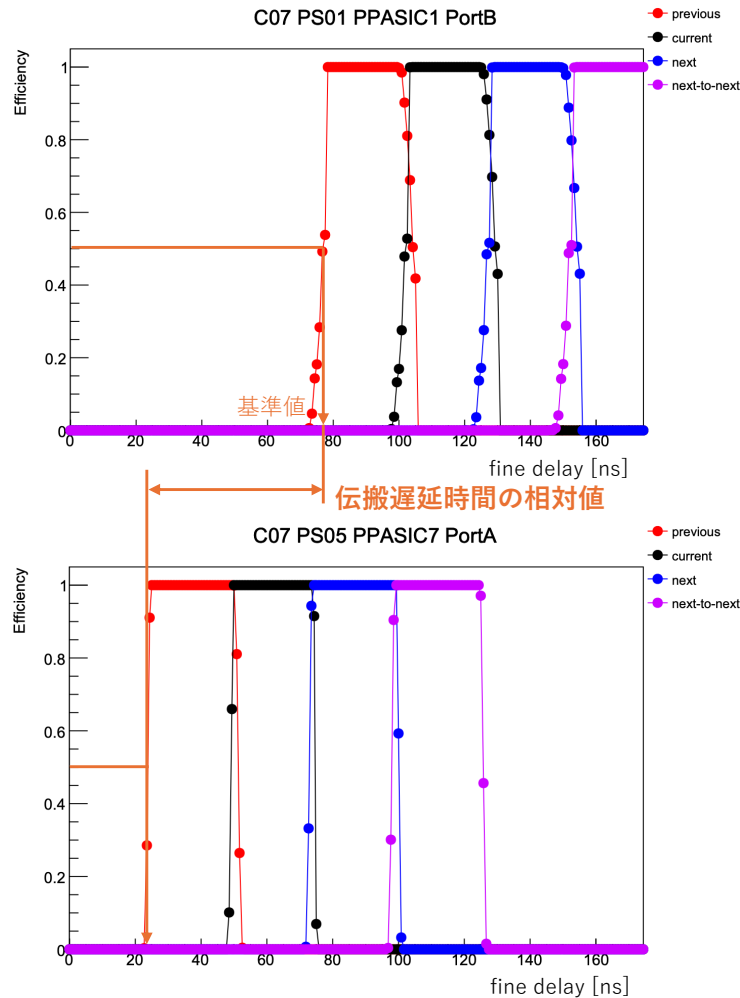 C07 PS01 PPASIC1 PortB
previous
current
next
next-to-next
Efficiency
1
0.8
0.6
0.4
0.2
0
基準値
0 20 40 60 80 100 120 140 160
fine delay [ns]
伝搬遅延時間の相対値
C07 PS05 PPASIC7 PortA
previous
current
next
next-to-next
Efficiency
1
0.8
0.6
0.4
0.2
0
0 20 40 60 80 100 120 140 160
fine delay [ns]